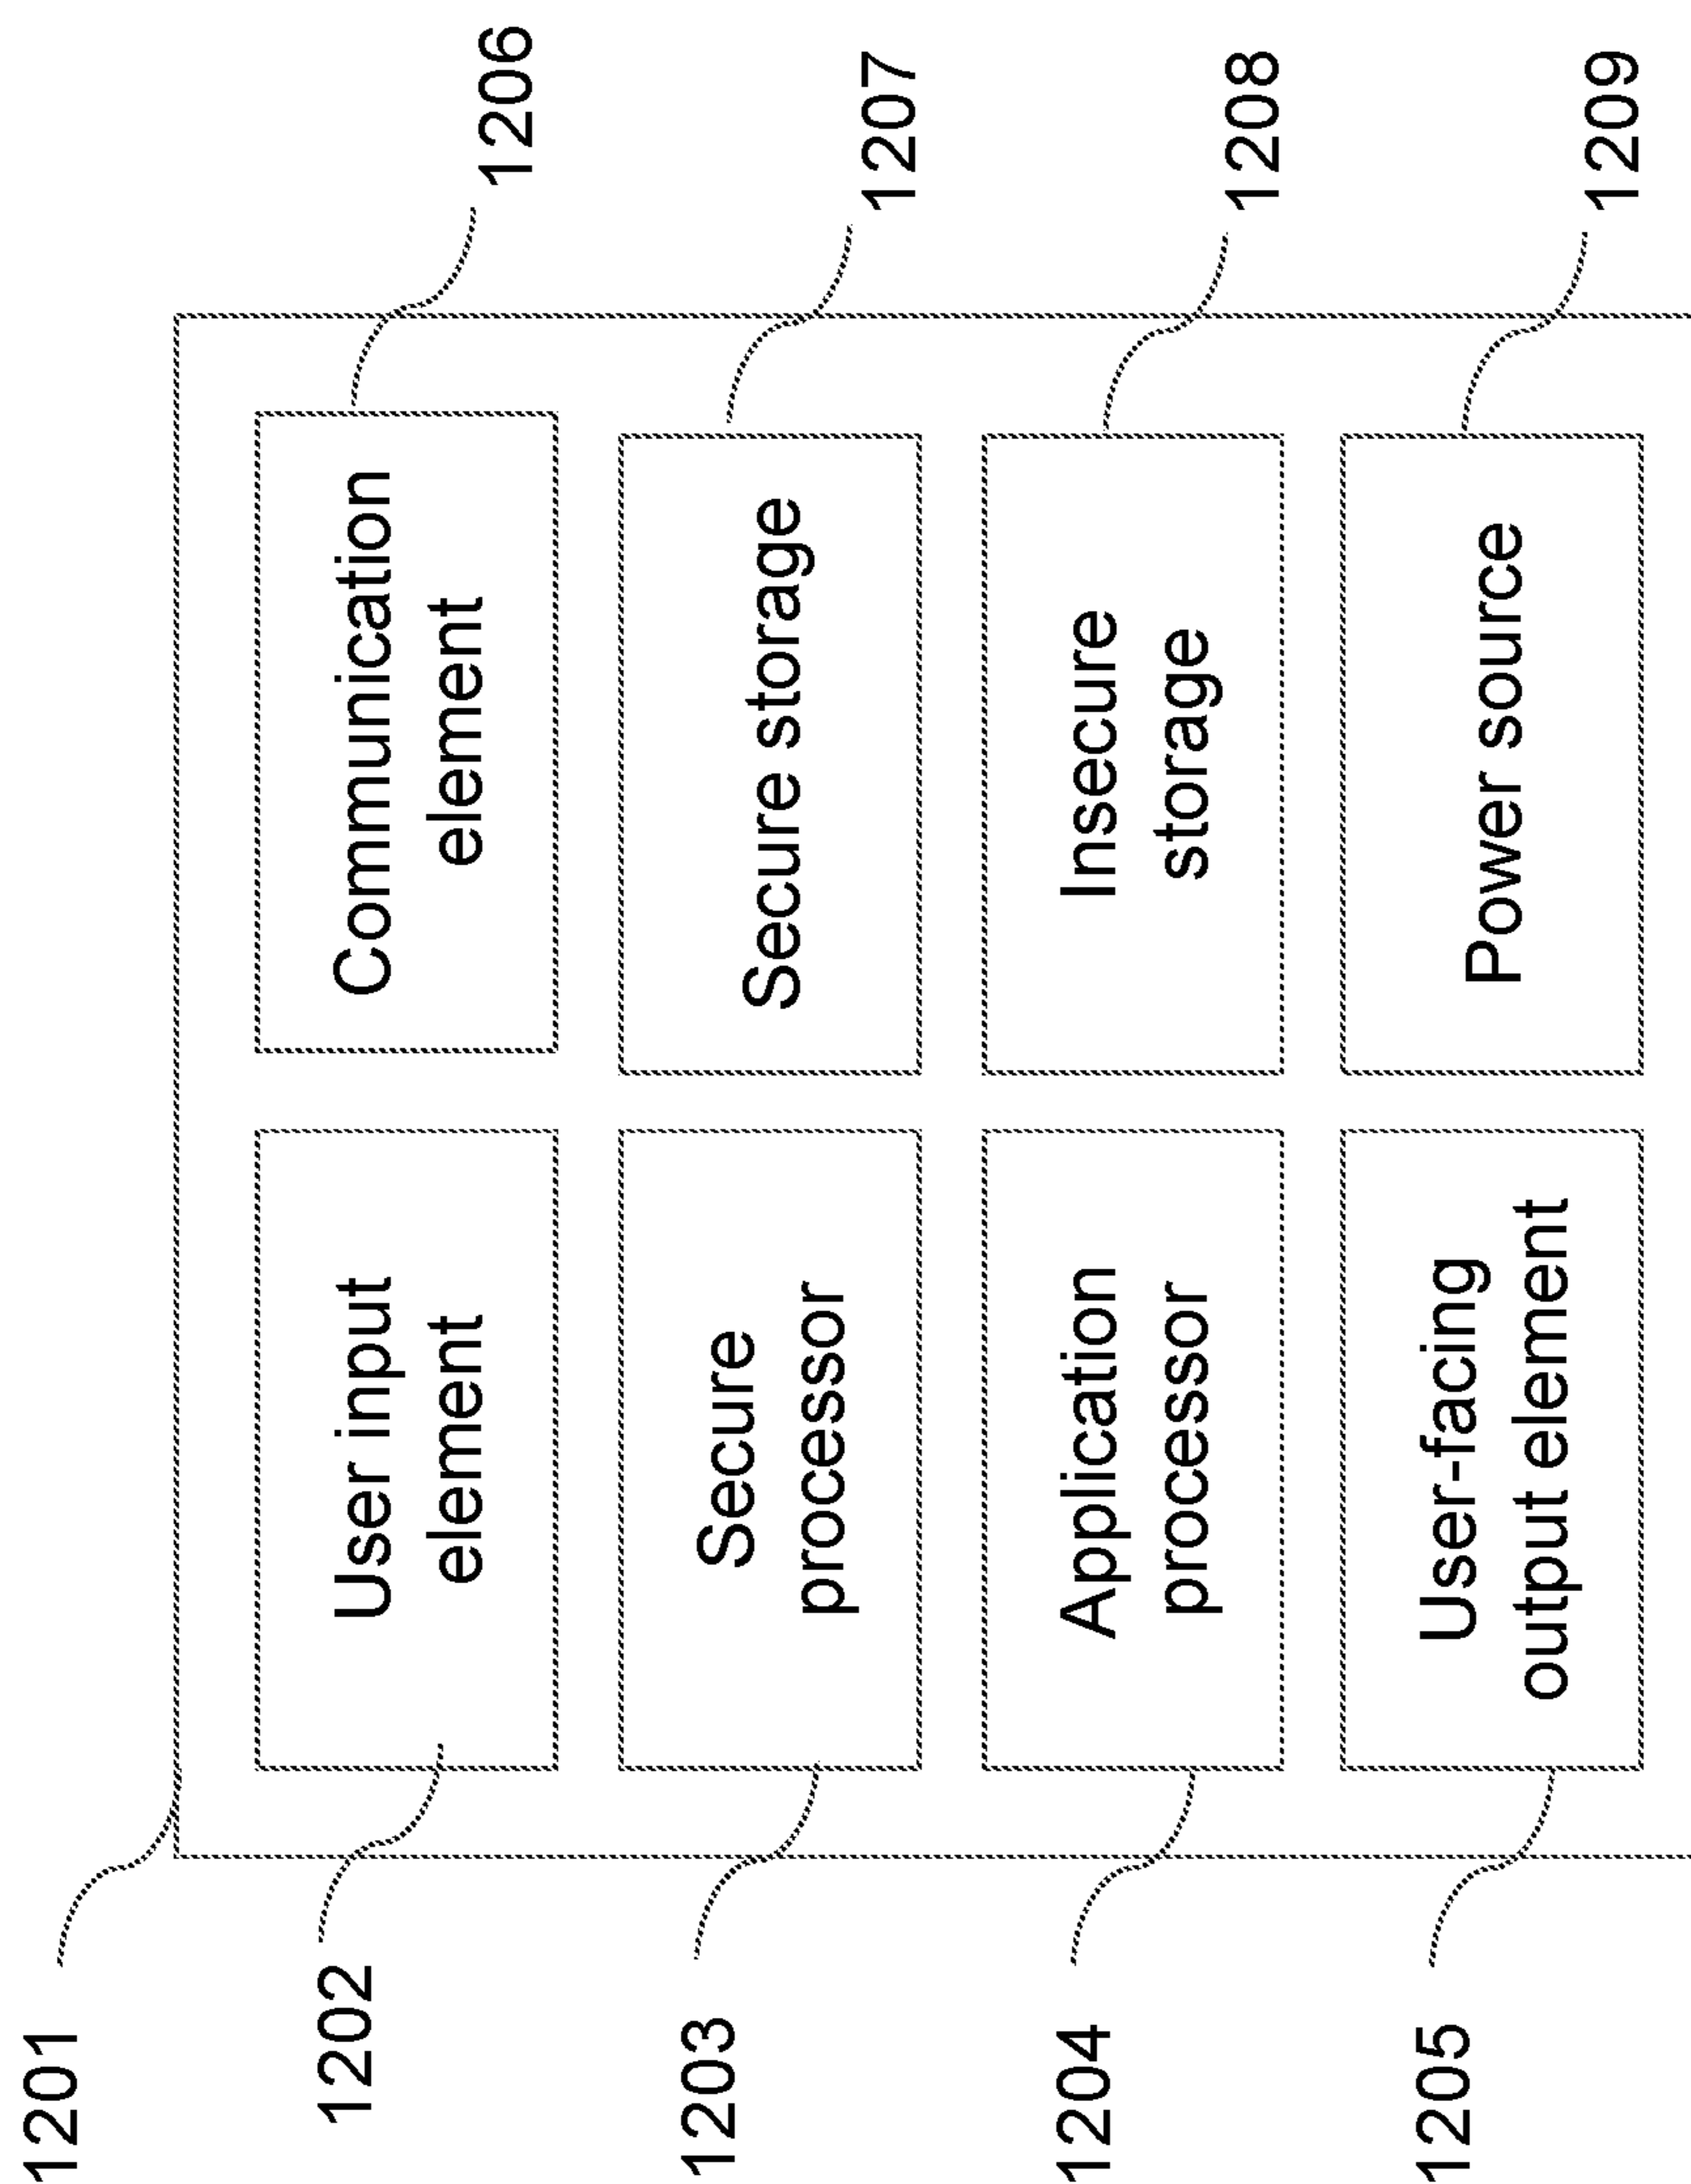 1201
1202
User input
element
Communication
element
1206
1203
Secure
processor
Secure storage
1207
1204
Application
processor
Insecure
storage
1208
1205
User-facing
output element
Power source
1209